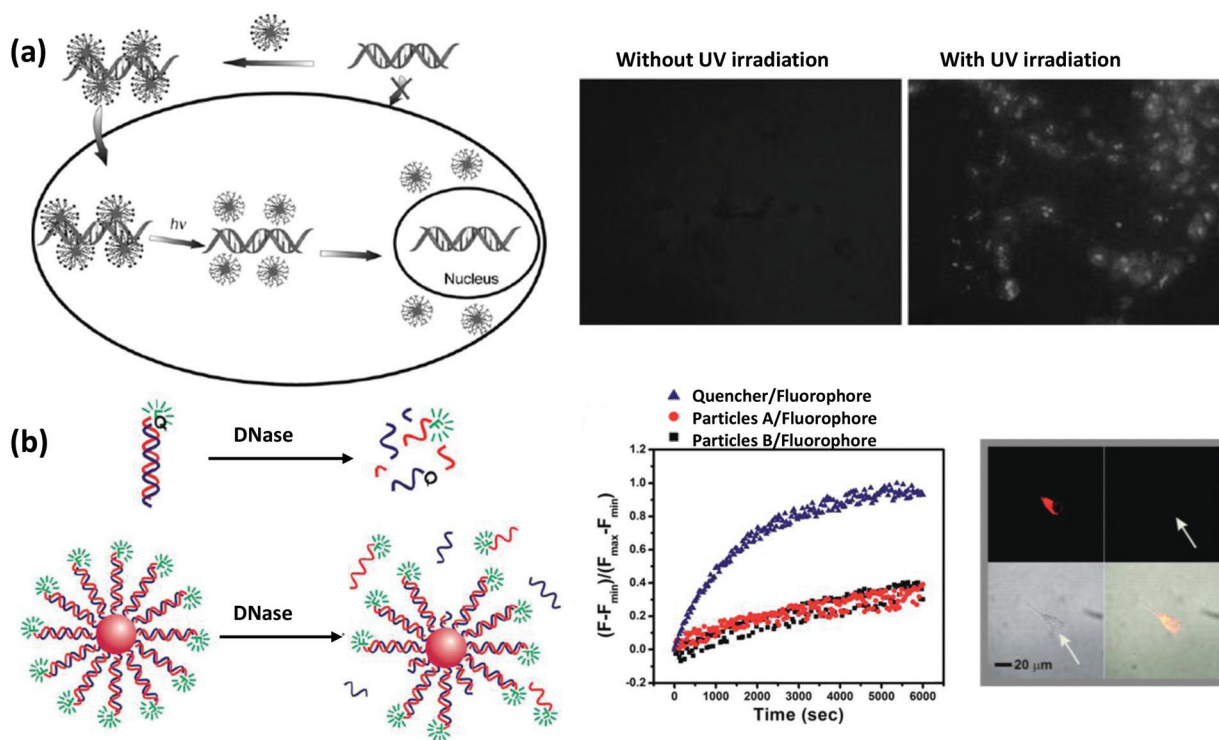 (a)
Without UV irradiation
With UV irradiation
hν
Nucleus
(b)
F
Q
DNase
F
Q
F
F
F
F
F
F
F
F
F
F
F
F
DNase
F
F
F
F
F
F
F
F
F
F
F
F
Quencher/Fluorophore
Particles A/Fluorophore
Particles B/Fluorophore
(F-Fmin)/(Fmax-Fmin)
1.2
1.0
0.8
0.6
0.4
0.2
0.0
0 1000 2000 3000 4000 5000 6000
Time (sec)
20 μm